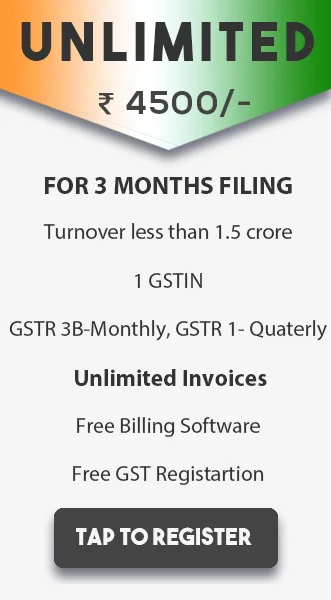 UNLIMITED
₹ 4500/-
FOR 3 MONTHS FILING
Turnover less than 1.5 crore
1 GSTIN
GSTR 3B-Monthly, GSTR 1- Quaterly
Unlimited Invoices
Free Billing Software
Free GST Registartion
TAP TO REGISTER